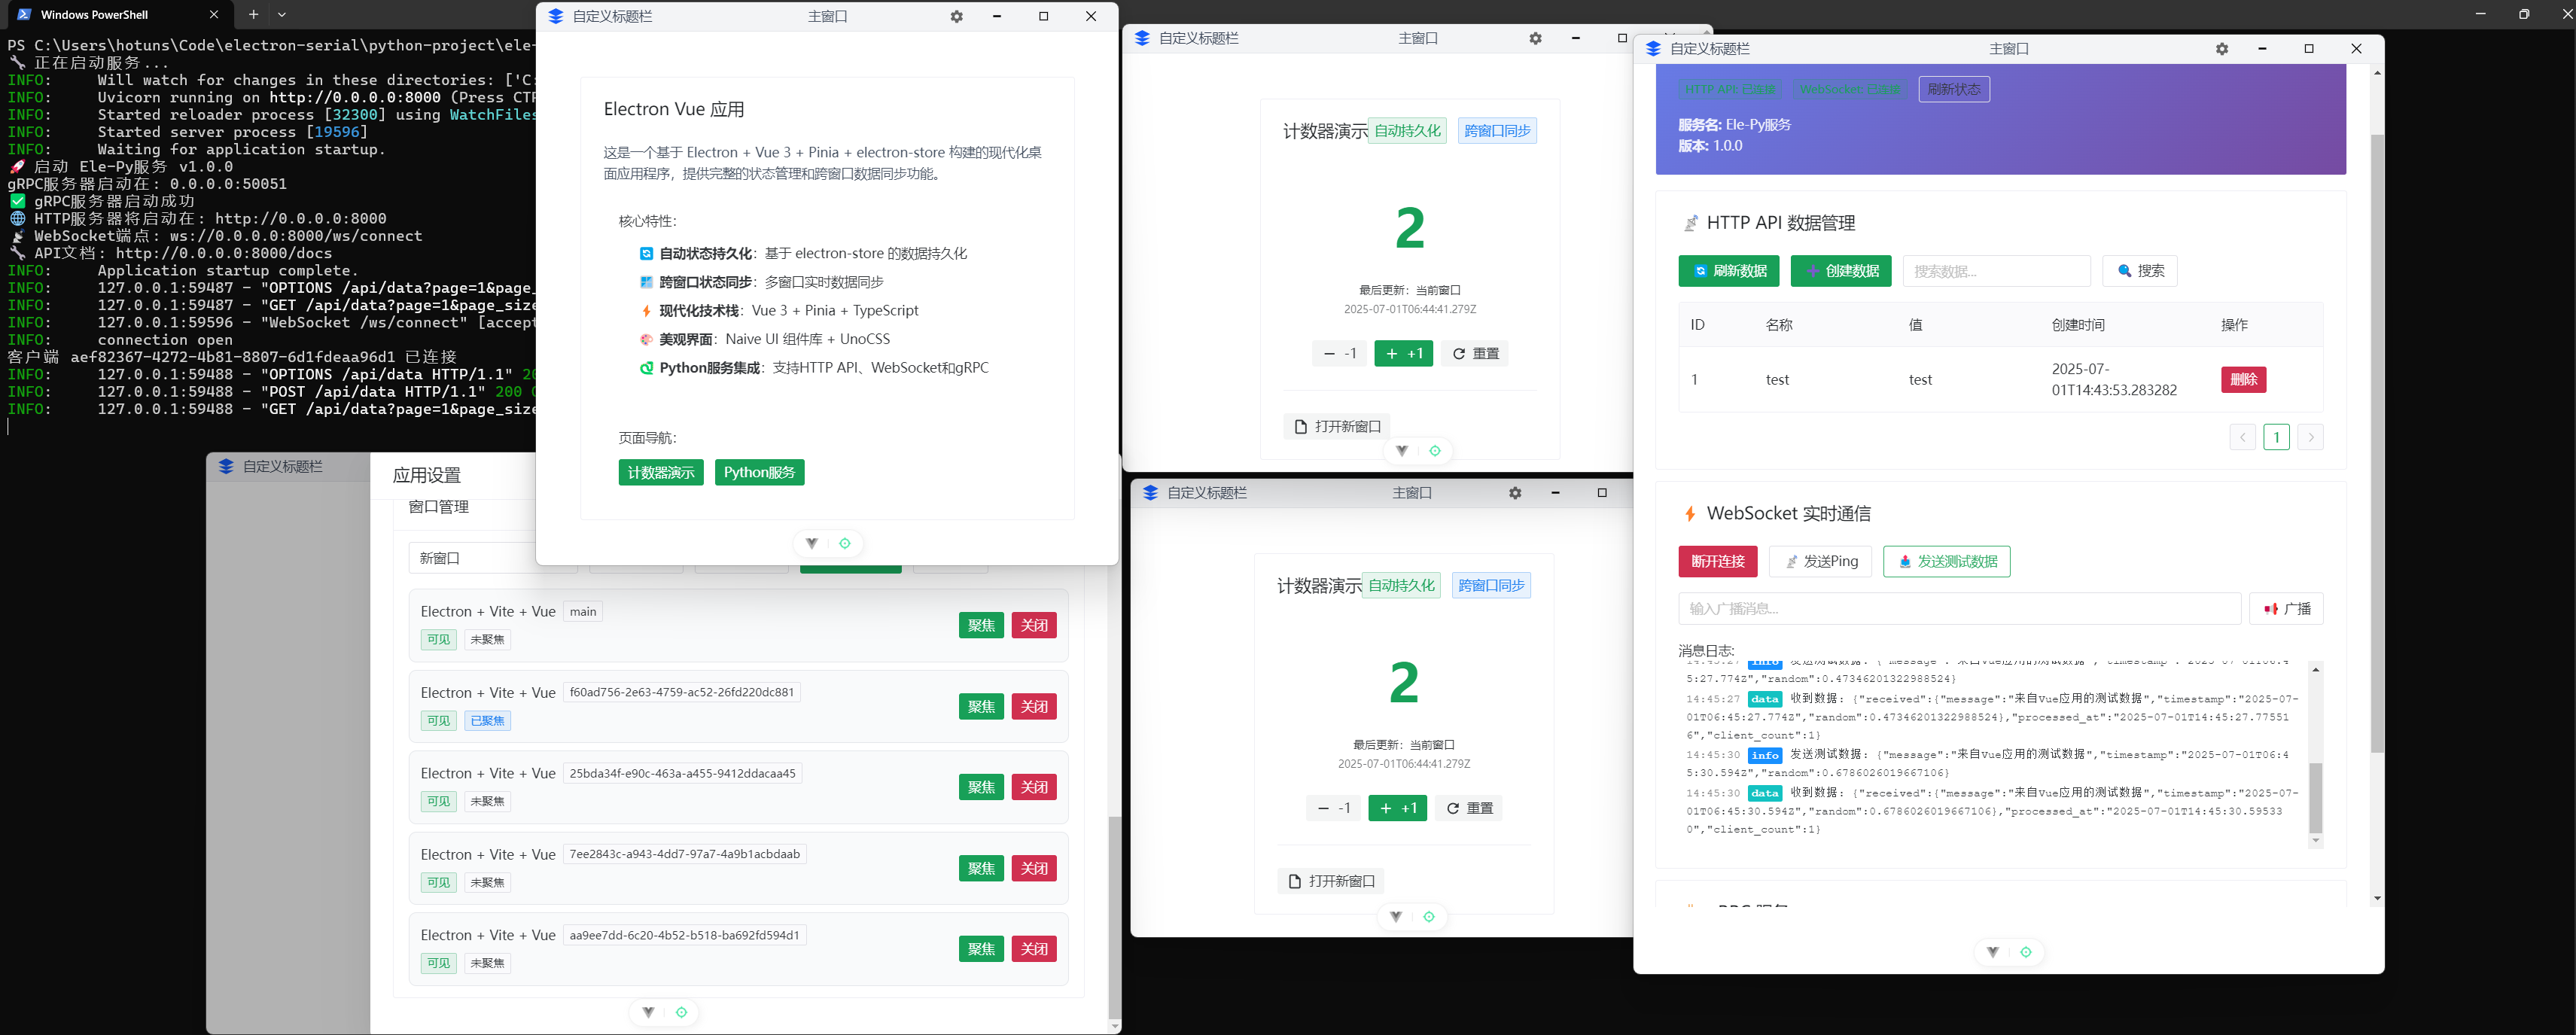 Windows PowerShell
PS C:\Users\hotuns\Code\electron-serial\python-project\ele-
正在启动服务...
INFO:     Will watch for changes in these directories: ['C:
INFO:     Uvicorn running on http://0.0.0.0:8000 (Press CTR
INFO:     Started reloader process [32300] using WatchFiles
INFO:     Started server process [19596]
INFO:     Waiting for application startup.
🚀 启动 Ele-Py服务 v1.0.0
gRPC服务器启动在: 0.0.0.0:50051
✅ gRPC服务器启动成功
🌐 HTTP服务器将启动在: http://0.0.0.0:8000
WebSocket端点: ws://0.0.0.0:8000/ws/connect
API文档: http://0.0.0.0:8000/docs
INFO:     Application startup complete.
INFO:     127.0.0.1:59487 - "OPTIONS /api/data?page=1&page_
INFO:     127.0.0.1:59487 - "GET /api/data?page=1&page_size
INFO:     127.0.0.1:59596 - "WebSocket /ws/connect" [accept
INFO:     connection open
客户端 aef82367-4272-4b81-8807-6d1fdeaa96d1 已连接
INFO:     127.0.0.1:59488 - "OPTIONS /api/data HTTP/1.1" 20
INFO:     127.0.0.1:59488 - "POST /api/data HTTP/1.1" 200
INFO:     127.0.0.1:59488 - "GET /api/data?page=1&page_size
自定义标题栏 主窗口
Electron Vue 应用
这是一个基于 Electron + Vue 3 + Pinia + electron-store 构建的现代化桌
面应用程序，提供完整的状态管理和跨窗口数据同步功能。
核心特性：
自动状态持久化：基于 electron-store 的数据持久化
跨窗口状态同步：多窗口实时数据同步
现代化技术栈：Vue 3 + Pinia + TypeScript
美观界面：Naive UI 组件库 + UnoCSS
Python服务集成：支持HTTP API、WebSocket和gRPC
页面导航：
计数器演示 Python服务
自定义标题栏
应用设置
窗口管理
新窗口
Electron + Vite + Vue main
可见 未聚焦
聚焦 关闭
Electron + Vite + Vue f60ad756-2e63-4759-ac52-26fd220dc881
可见 已聚焦
聚焦 关闭
Electron + Vite + Vue 25bda34f-e90c-463a-a455-9412ddacaa45
可见 未聚焦
聚焦 关闭
Electron + Vite + Vue 7ee2843c-a943-4dd7-97a7-4a9b1acbdaab
可见 未聚焦
聚焦 关闭
Electron + Vite + Vue aa9ee7dd-6c20-4b52-b518-ba692fd594d1
可见 未聚焦
聚焦 关闭
自定义标题栏 主窗口
计数器演示 自动持久化 跨窗口同步
2
最后更新：当前窗口
2025-07-01T06:44:41.279Z
-1 +1 重置
打开新窗口
自定义标题栏 主窗口
计数器演示 自动持久化 跨窗口同步
2
最后更新：当前窗口
2025-07-01T06:44:41.279Z
-1 +1 重置
打开新窗口
自定义标题栏 主窗口
HTTP API: 已连接 WebSocket: 已连接 刷新状态
服务名: Ele-Py服务
版本: 1.0.0
HTTP API 数据管理
刷新数据 创建数据 搜索数据... 搜索
ID 名称 值 创建时间 操作
1 test test 2025-07-
01T14:43:53.283282 删除
1
WebSocket 实时通信
断开连接 发送Ping 发送测试数据
输入广播消息... 广播
消息日志:
14:45:27 info 发送测试数据: {"message":"来自Vue应用的测试数据","timestamp":"2025-07-01T06:4
5:27.774Z","random":0.47346201322988524}
14:45:27 data 收到数据: {"received":{"message":"来自Vue应用的测试数据","timestamp":"2025-07-
01T06:45:27.774Z","random":0.47346201322988524},"processed_at":"2025-07-01T14:45:27.77551
6","client_count":1}
14:45:30 info 发送测试数据: {"message":"来自Vue应用的测试数据","timestamp":"2025-07-01T06:4
5:30.594Z","random":0.6786026019667106}
14:45:30 data 收到数据: {"received":{"message":"来自Vue应用的测试数据","timestamp":"2025-07-
01T06:45:30.594Z","random":0.6786026019667106},"processed_at":"2025-07-01T14:45:30.59533
0","client_count":1}